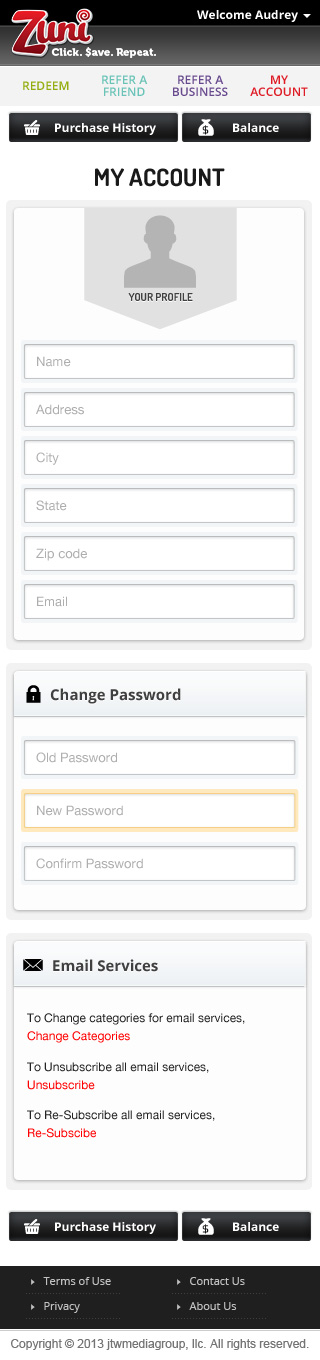 Zuni
Click. $ave. Repeat.
Welcome Audrey
REDEEM
REFER A
FRIEND
REFER A
BUSINESS
MY
ACCOUNT
Purchase History
Balance
MY ACCOUNT
YOUR PROFILE
Name
Address
City
State
Zip code
Email
Change Password
Old Password
New Password
Confirm Password
Email Services
To Change categories for email services,
Change Categories
To Unsubscribe all email services,
Unsubscribe
To Re-Subscribe all email services,
Re-Subscibe
Purchase History
Balance
Terms of Use
Contact Us
Privacy
About Us
Copyright © 2013 jtwmediagroup, llc. All rights reserved.